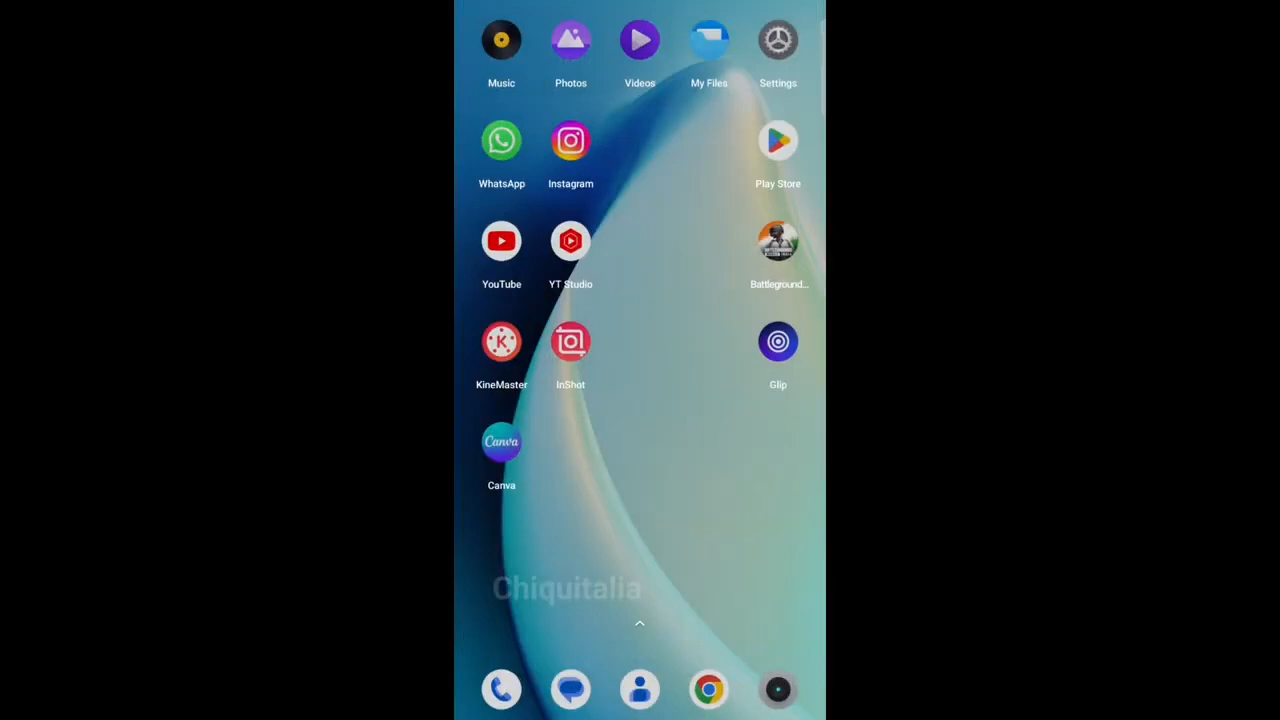 Music Photos Videos My Files Settings
WhatsApp Instagram Play Store
YouTube YT Studio Battleground...
KineMaster InShot Glip
Canva
Canva
Chiquitalia